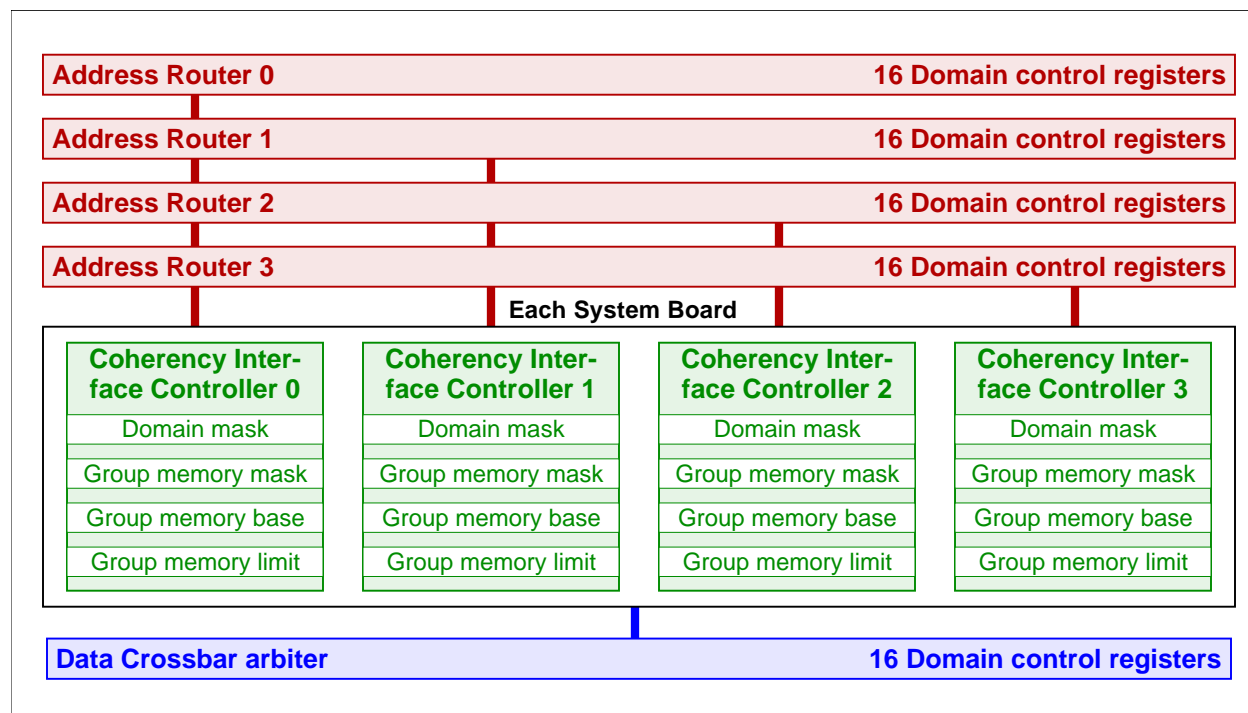 Address Router 0 16 Domain control registers
Address Router 1 16 Domain control registers
Address Router 2 16 Domain control registers
Address Router 3 16 Domain control registers
Each System Board
Coherency Inter-
face Controller 0
Domain mask
Group memory mask
Group memory base
Group memory limit
Coherency Inter-
face Controller 1
Domain mask
Group memory mask
Group memory base
Group memory limit
Coherency Inter-
face Controller 2
Domain mask
Group memory mask
Group memory base
Group memory limit
Coherency Inter-
face Controller 3
Domain mask
Group memory mask
Group memory base
Group memory limit
Data Crossbar arbiter 16 Domain control registers